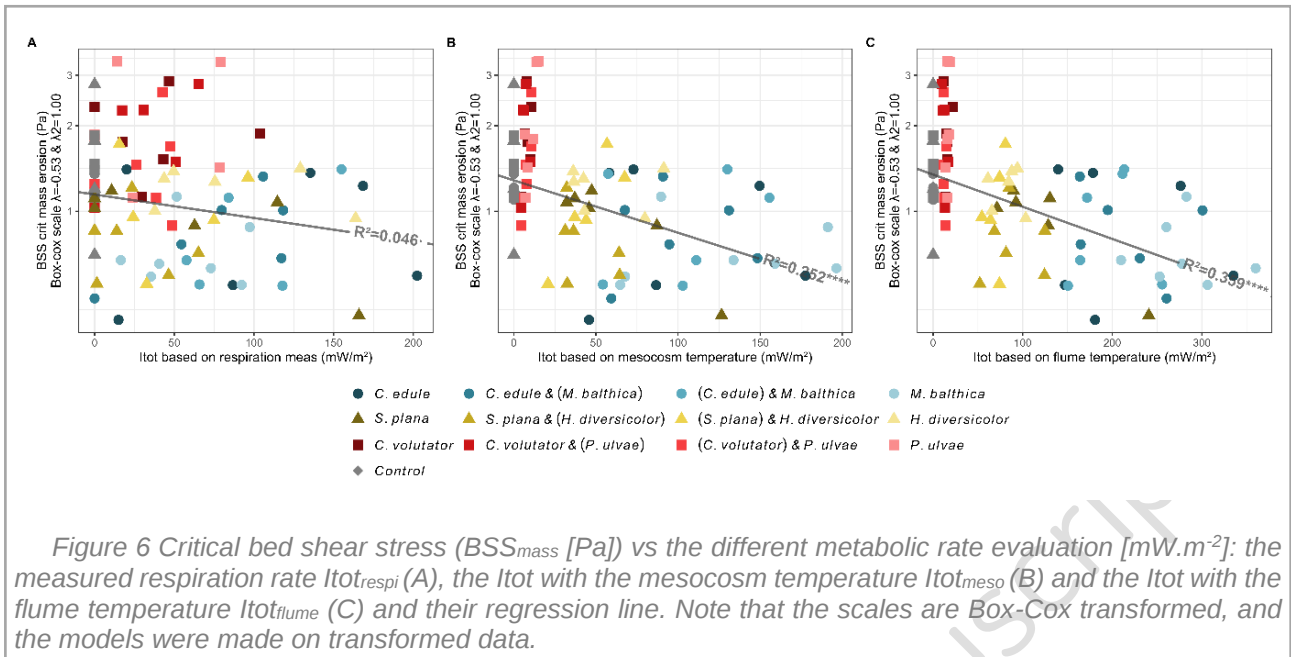 A
B
C
BSS crit mass erosion (Pa)
Box-cox scale λ=-0.53 & λ2=1.00
3
2
1
R²=0.046·
0 50 100 150 200
Itot based on respiration meas (mW/m²)
BSS crit mass erosion (Pa)
Box-cox scale λ=-0.53 & λ2=1.00
3
2
1
R²=0.252****
0 50 100 150 200
Itot based on mesocosm temperature (mW/m²)
BSS crit mass erosion (Pa)
Box-cox scale λ=-0.53 & λ2=1.00
3
2
1
R²=0.359****
0 100 200 300
Itot based on flume temperature (mW/m²)
C. edule C. edule & (M. balthica) (C. edule) & M. balthica M. balthica
S. plana S. plana & (H. diversicolor) (S. plana) & H. diversicolor H. diversicolor
C. volutator C. volutator & (P. ulvae) (C. volutator) & P. ulvae P. ulvae
Control
Figure 6 Critical bed shear stress (BSSmass [Pa]) vs the different metabolic rate evaluation [mW.m-2]: the
measured respiration rate Itotrespi (A), the Itot with the mesocosm temperature Itotmeso (B) and the Itot with the
flume temperature Itotflume (C) and their regression line. Note that the scales are Box-Cox transformed, and
the models were made on transformed data.